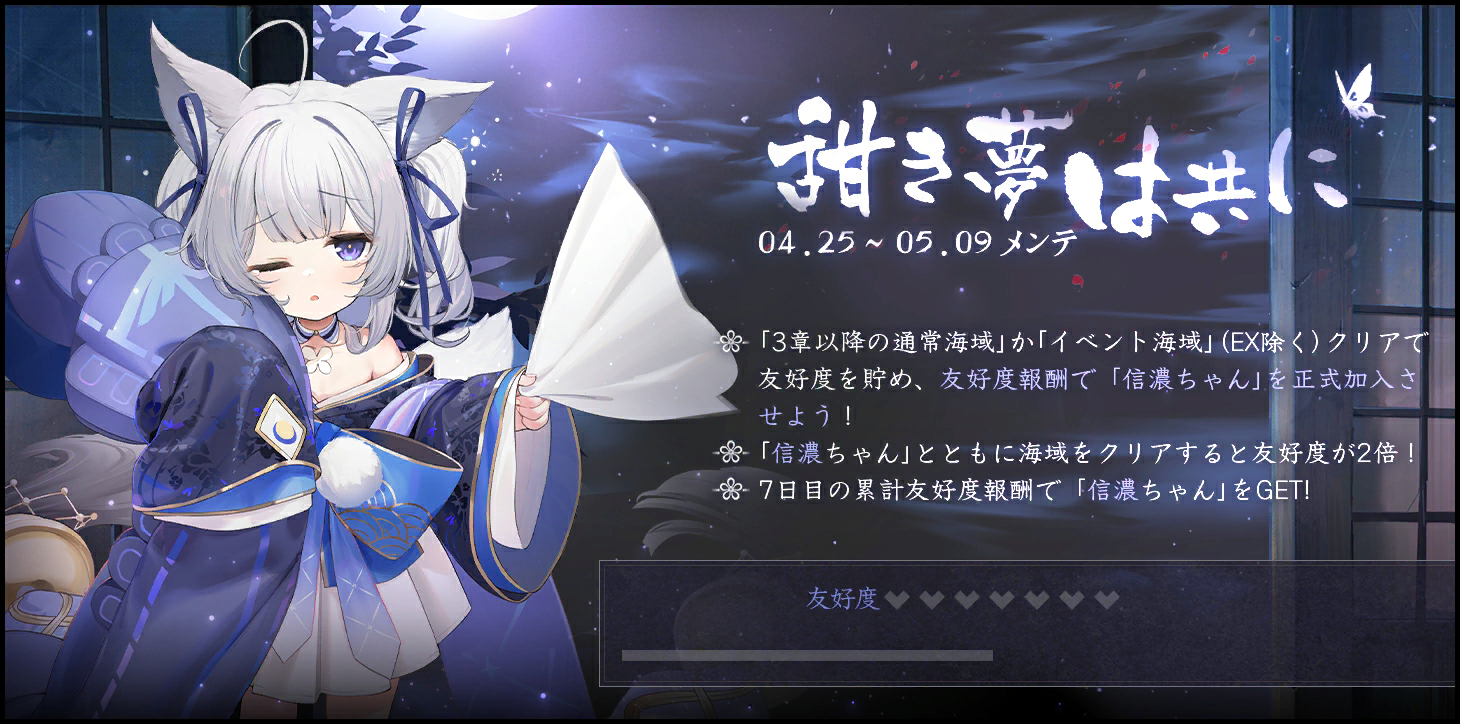 甜き夢は共に
04.25～05.09メンテ
「3章以降の通常海域」か「イベント海域」(EX除く)クリアで
友好度を貯め、友好度報酬で「信濃ちゃん」を正式加入さ
せよう！
「信濃ちゃん」とともに海域をクリアすると友好度が2倍！
7日目の累計友好度報酬で「信濃ちゃん」をGET!
友好度